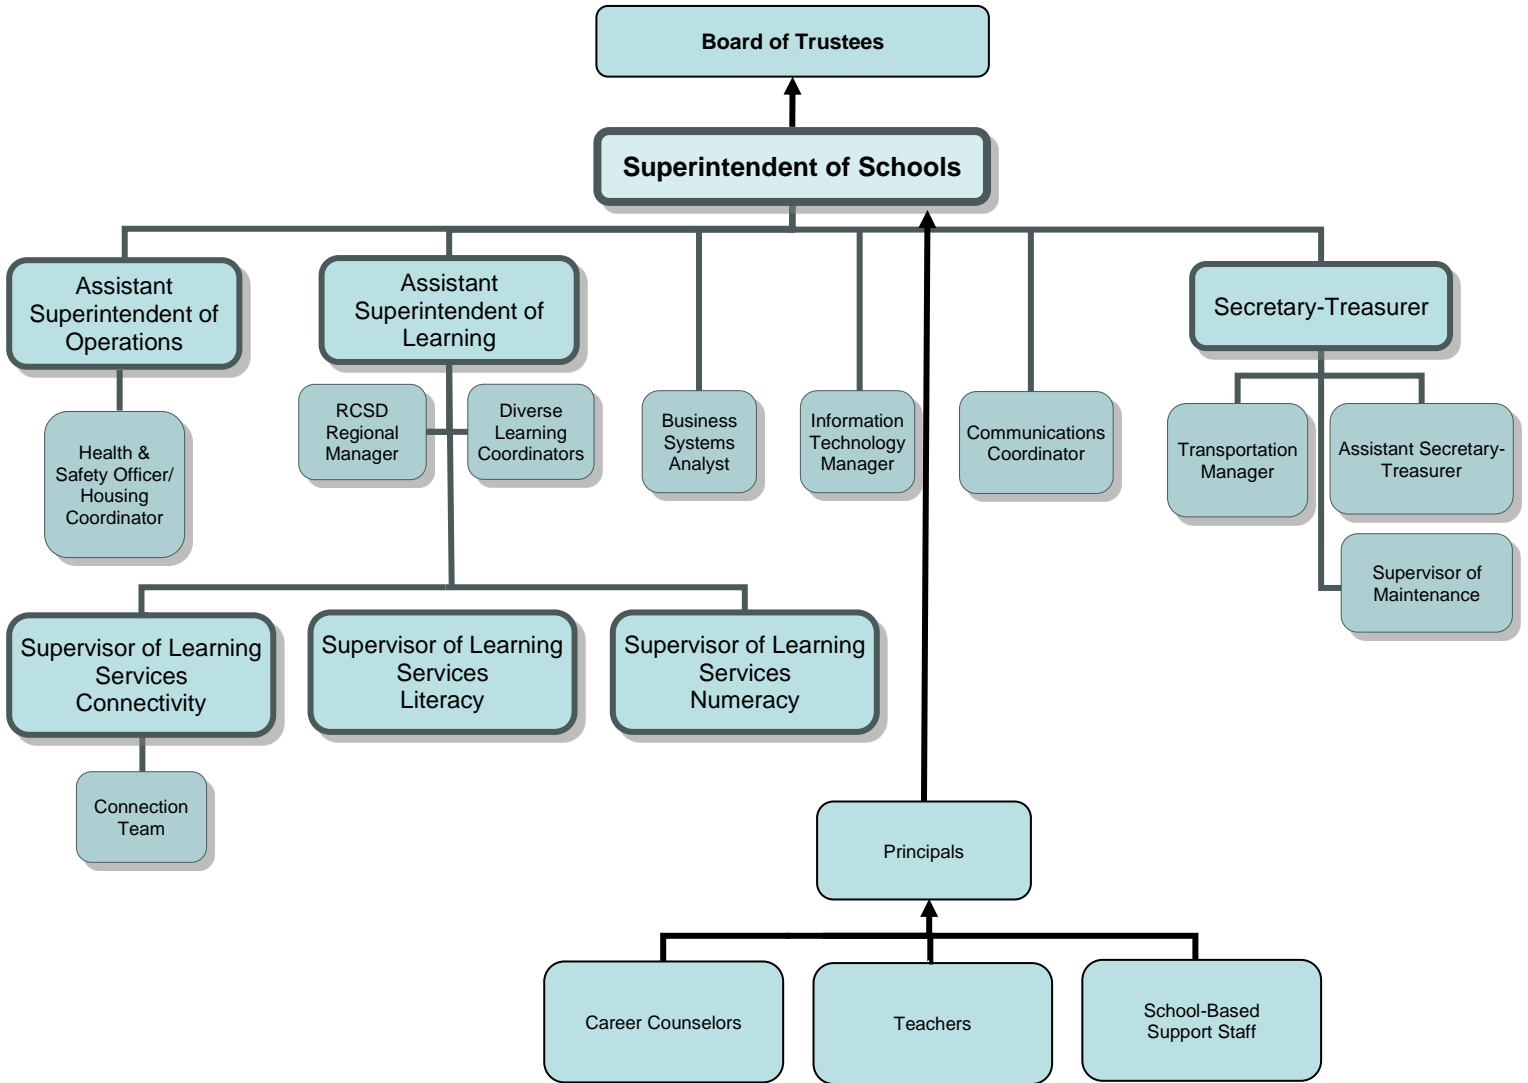 Board of Trustees
Superintendent of Schools
Assistant
Superintendent of
Operations
Assistant
Superintendent of
Learning
Secretary-Treasurer
Health &
Safety Officer/
Housing
Coordinator
RCSD
Regional
Manager
Diverse
Learning
Coordinators
Business
Systems
Analyst
Information
Technology
Manager
Communications
Coordinator
Transportation
Manager
Assistant Secretary-
Treasurer
Supervisor of
Maintenance
Supervisor of Learning
Services
Connectivity
Supervisor of Learning
Services
Literacy
Supervisor of Learning
Services
Numeracy
Connection
Team
Principals
Career Counselors
Teachers
School-Based
Support Staff